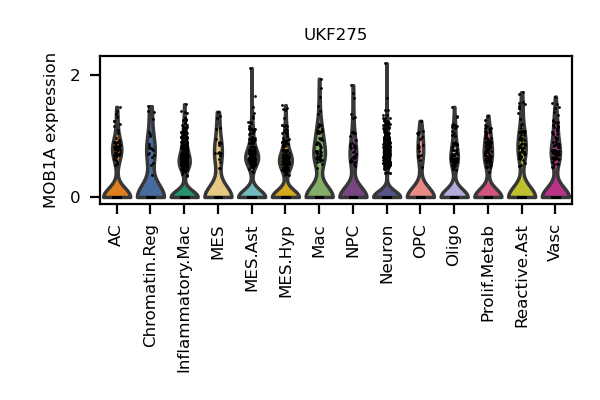 UKF275
MOB1A expression
2
0
AC
Chromatin.Reg
Inflammatory.Mac
MES
MES.Ast
MES.Hyp
Mac
NPC
Neuron
OPC
Oligo
Prolif.Metab
Reactive.Ast
Vasc